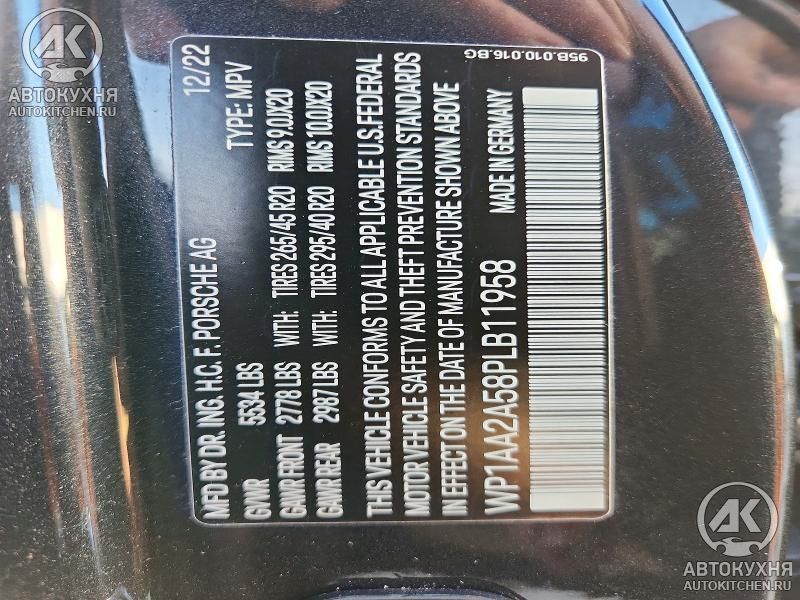 MFD BY DR. ING. H.C. F. PORSCHE AG 12/22
GVWR 5534 LBS TYPE: MPV
GAWR FRONT 2778 LBS WITH: TIRES 265/45 R20 RIMS 9.0JX20
GAWR REAR 2987 LBS WITH: TIRES 295/40 R20 RIMS 10.0JX20
THIS VEHICLE CONFORMS TO ALL APPLICABLE U.S. FEDERAL
MOTOR VEHICLE SAFETY AND THEFT PREVENTION STANDARDS
IN EFFECT ON THE DATE OF MANUFACTURE SHOWN ABOVE
WP1AA2A58PLB11958 MADE IN GERMANY
95B.010.016.BG
АК
АВТОКУХНЯ
AUTOKITCHEN.RU
АК
АВТОКУХНЯ
AUTOKITCHEN.RU